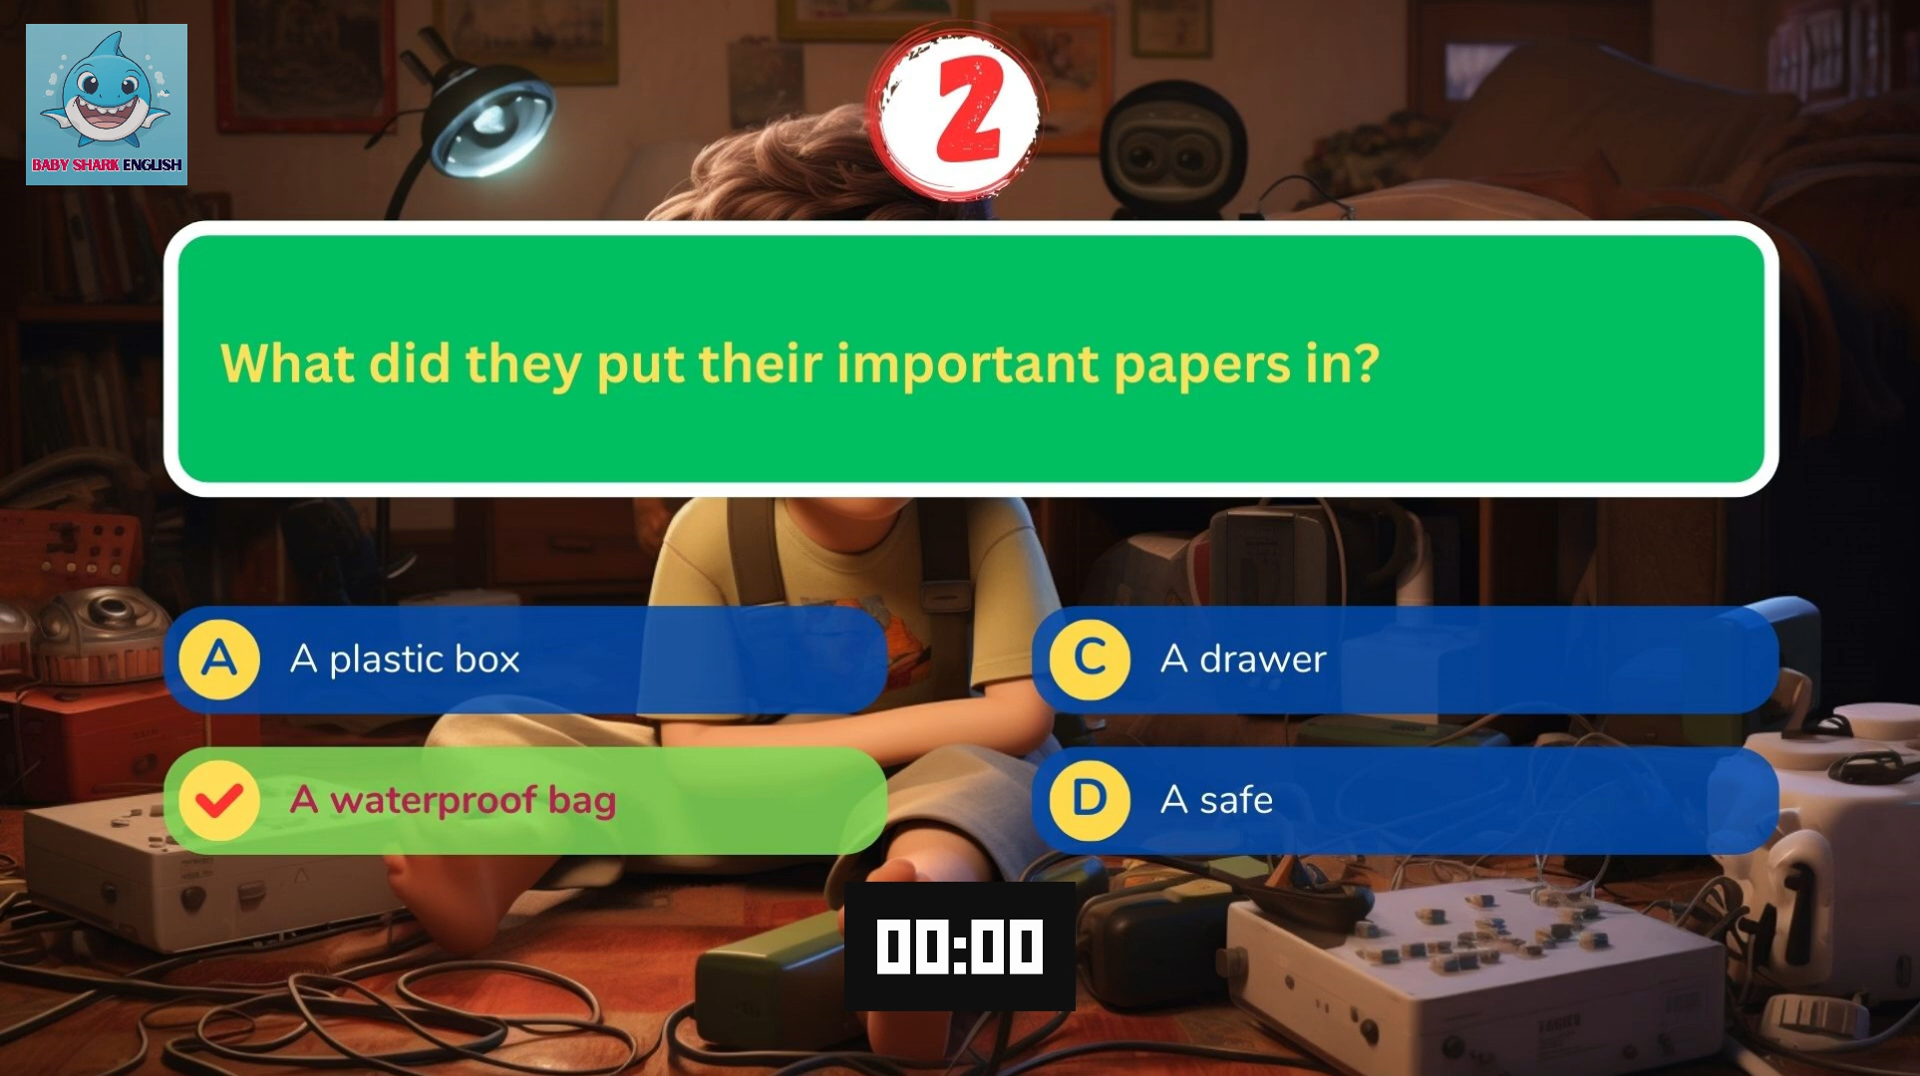 BABY SHARK ENGLISH
2
What did they put their important papers in?
A A plastic box
A waterproof bag
C A drawer
D A safe
00:00